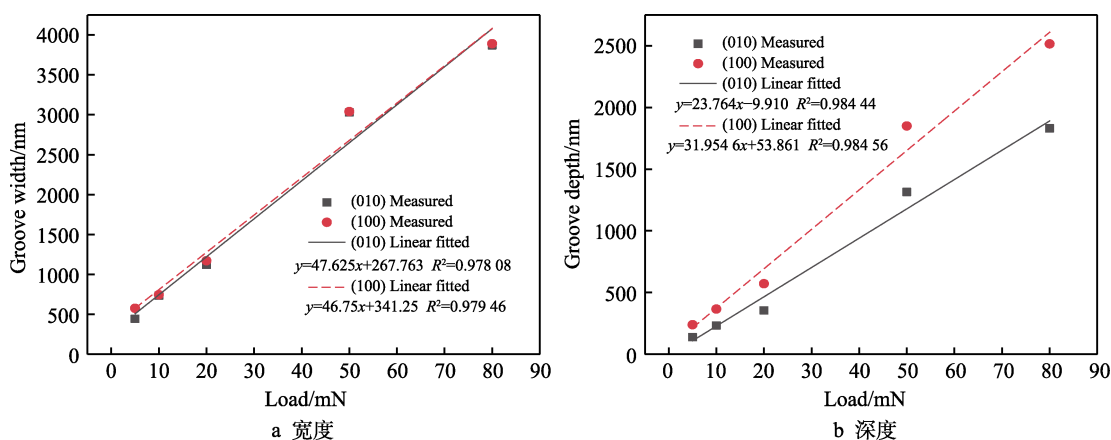 4000
3500
3000
2500
2000
1500
1000
500
0
Groove width/nm
(010) Measured
(100) Measured
(010) Linear fitted
y=47.625x+267.763 R²=0.978 08
(100) Linear fitted
y=46.75x+341.25 R²=0.979 46
0 10 20 30 40 50 60 70 80 90
Load/mN
a 宽度
2500
2000
1500
1000
500
0
Groove depth/nm
(010) Measured
(100) Measured
(010) Linear fitted
y=23.764x−9.910 R²=0.984 44
(100) Linear fitted
y=31.954 6x+53.861 R²=0.984 56
0 10 20 30 40 50 60 70 80 90
Load/mN
b 深度